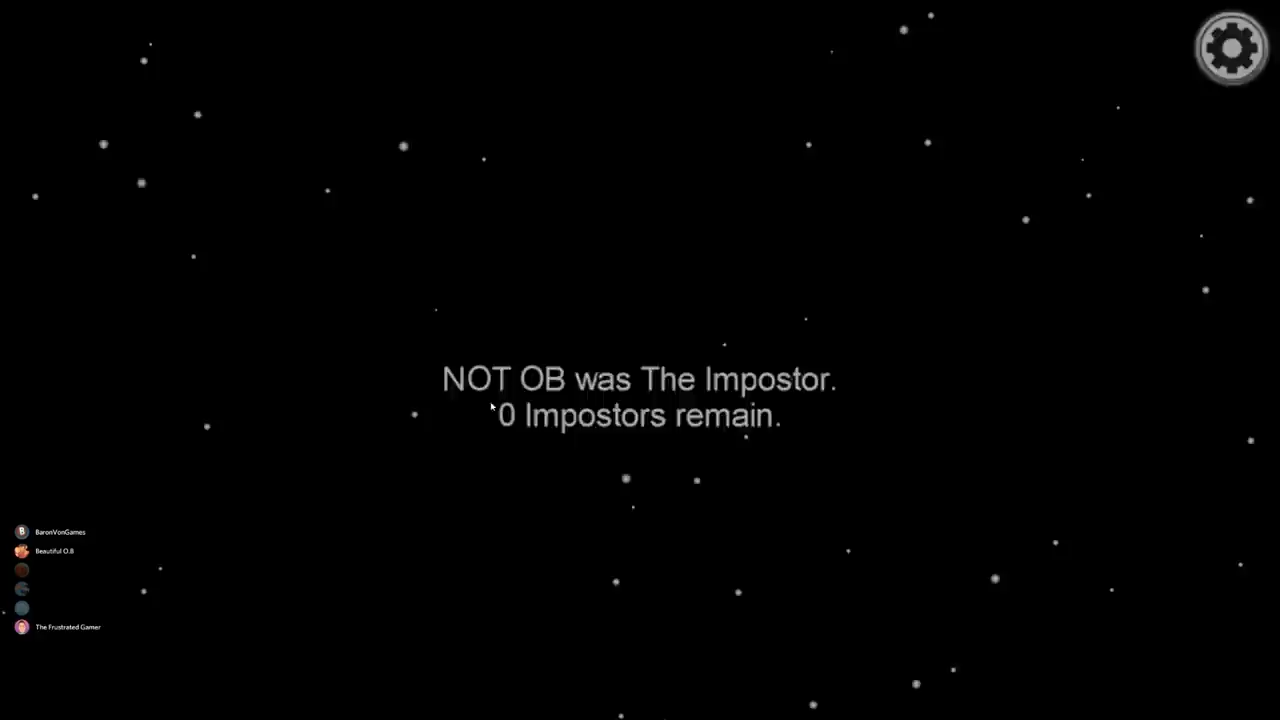 NOT OB was The Impostor.
0 Impostors remain.
BaronVonGames
Beautiful O.B
The Frustrated Gamer